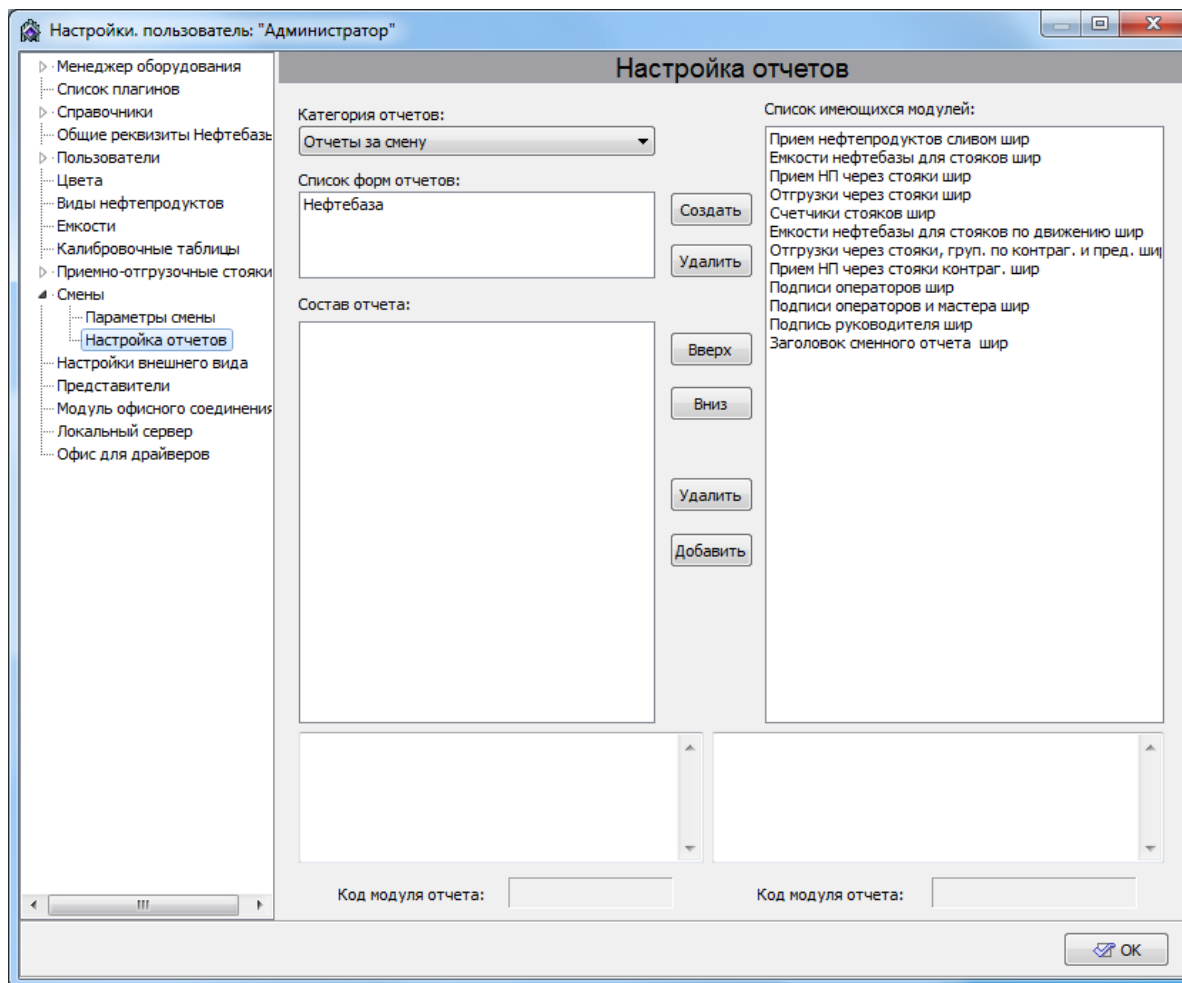 Настройки. пользователь: "Администратор"
Менеджер оборудования
Список плагинов
Справочники
Общие реквизиты Нефтебазь
Пользователи
Цвета
Виды нефтепродуктов
Емкости
Калибровочные таблицы
Приемно-отгрузочные стояки
Смены
Параметры смены
Настройка отчетов
Настройки внешнего вида
Представители
Модуль офисного соединения
Локальный сервер
Офис для драйверов
Настройка отчетов
Категория отчетов:
Отчеты за смену
Список форм отчетов:
Нефтебаза
Создать
Удалить
Состав отчета:
Вверх
Вниз
Удалить
Добавить
Список имеющихся модулей:
Прием нефтепродуктов сливом шир
Емкости нефтебазы для стояков шир
Прием НП через стояки шир
Отгрузки через стояки шир
Счетчики стояков шир
Емкости нефтебазы для стояков по движению шир
Отгрузки через стояки, груп. по контраг. и пред. шир
Прием НП через стояки контраг. шир
Подписи операторов шир
Подписи операторов и мастера шир
Подпись руководителя шир
Заголовок сменного отчета шир
Код модуля отчета:
Код модуля отчета:
OK